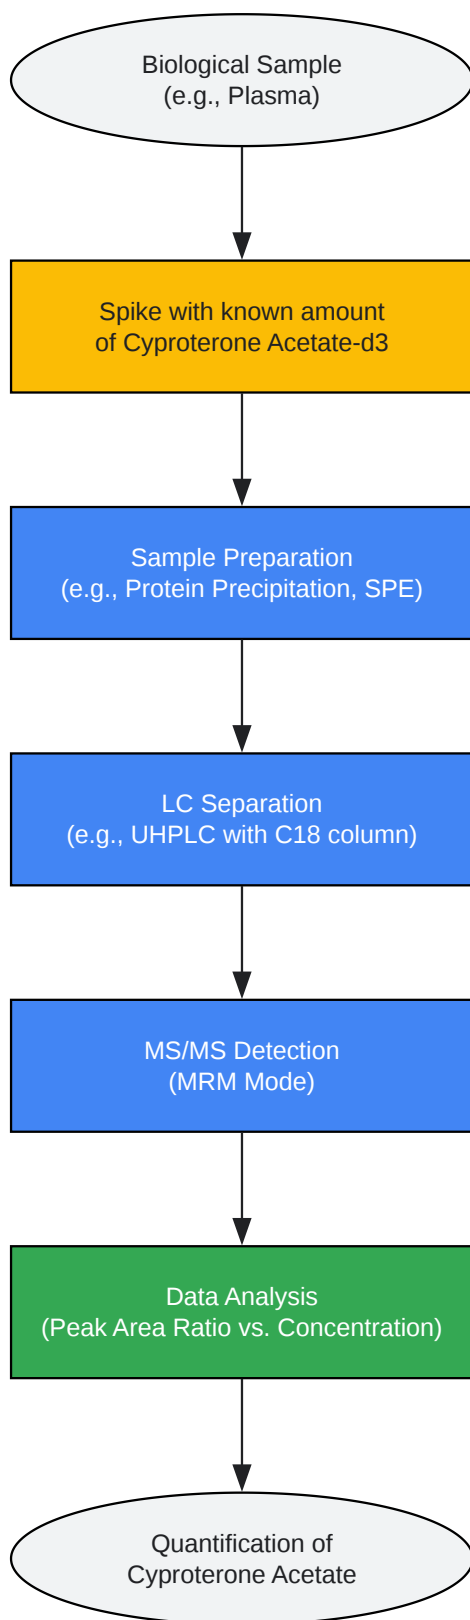 Biological Sample
(e.g., Plasma)
Spike with known amount
of Cyproterone Acetate-d3
Sample Preparation
(e.g., Protein Precipitation, SPE)
LC Separation
(e.g., UHPLC with C18 column)
MS/MS Detection
(MRM Mode)
Data Analysis
(Peak Area Ratio vs. Concentration)
Quantification of
Cyproterone Acetate